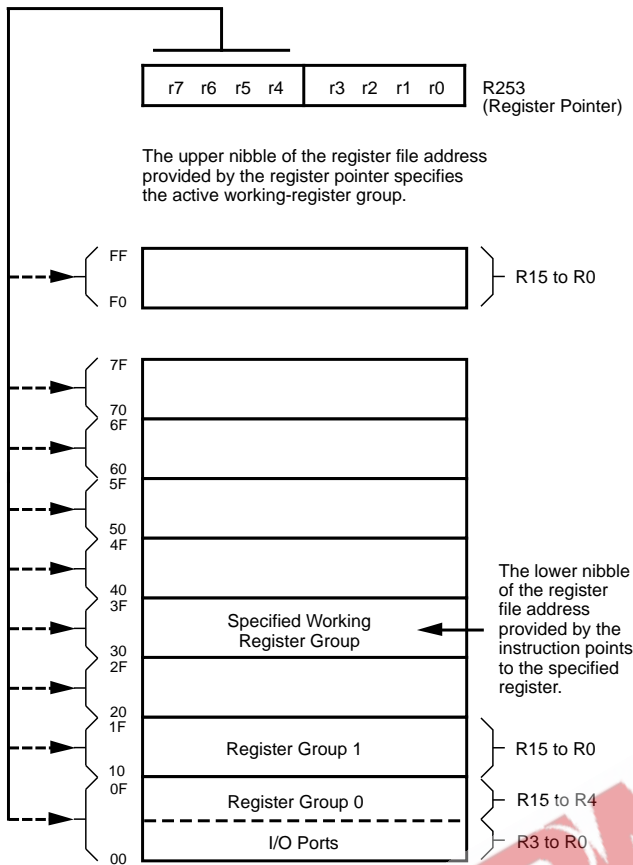 r7 r6 r5 r4 r3 r2 r1 r0
R253
(Register Pointer)
The upper nibble of the register file address
provided by the register pointer specifies
the active working-register group.
FF
F0
R15 to R0
7F
70
6F
60
5F
50
4F
40
3F
Specified Working
Register Group
The lower nibble
of the register
file address
provided by the
instruction points
to the specified
register.
30
2F
20
1F
Register Group 1
R15 to R0
10
0F
Register Group 0
R15 to R4
I/O Ports
R3 to R0
00